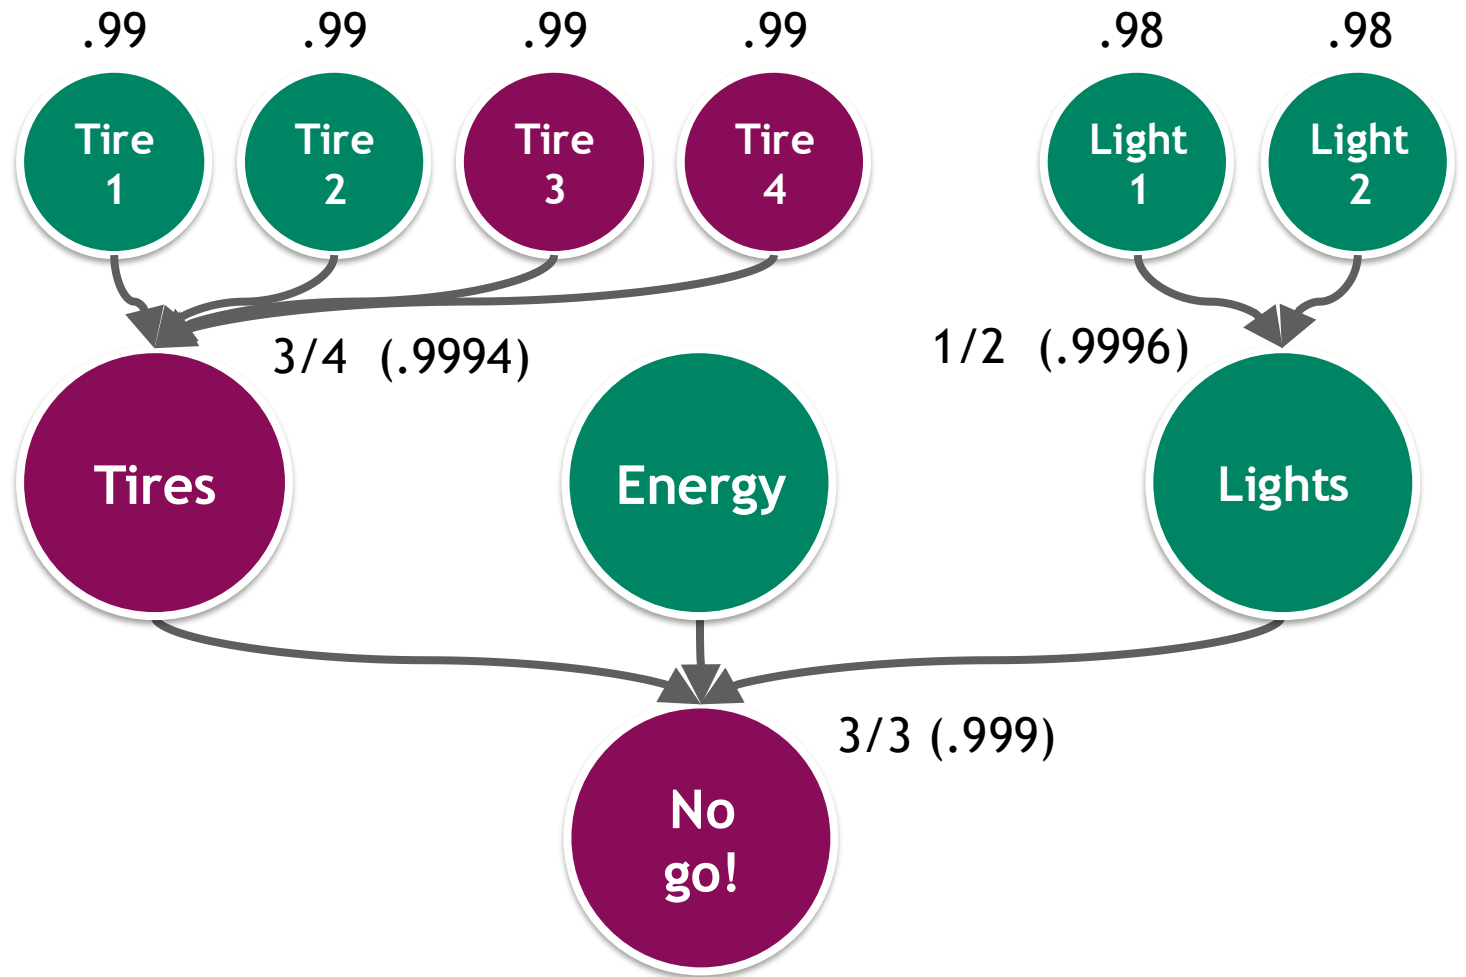 .99
.99
.99
.99
.98
.98
Tire
1
Tire
2
Tire
3
Tire
4
Light
1
Light
2
3/4 (.9994)
1/2 (.9996)
Tires
Energy
Lights
3/3 (.999)
No
go!